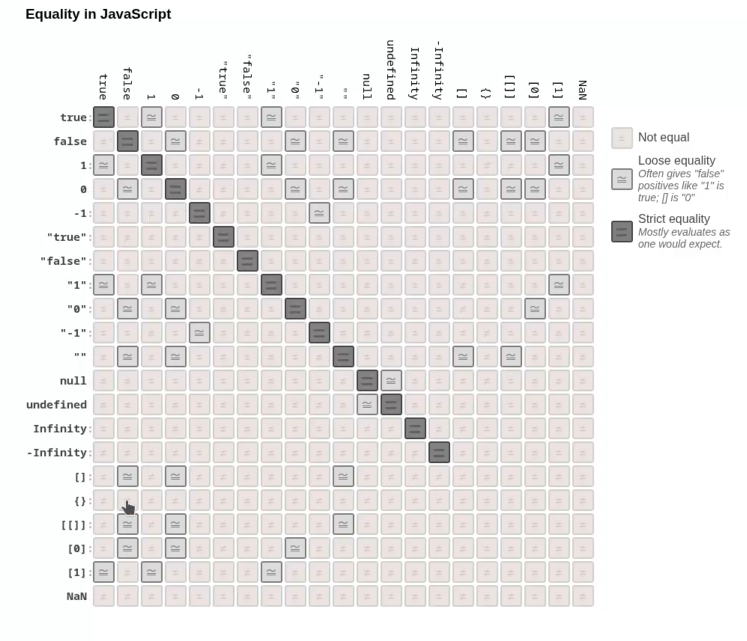 Equality in JavaScript
true
false
1
0
-1
"true"
"false"
"1"
"0"
"-1"
""
null
undefined
Infinity
-Infinity
[]
{}
[[]]
[0]
[1]
NaN
true:
false
1:
0
-1:
"true":
"false":
"1":
"0":
"-1":
"":
null
undefined:
Infinity:
-Infinity:
[]:
{}:
[[]]:
[0]:
[1]:
NaN
Not equal
Loose equality
Often gives "false"
positives like "1" is
true; [] is "0"
Strict equality
Mostly evaluates as
one would expect.